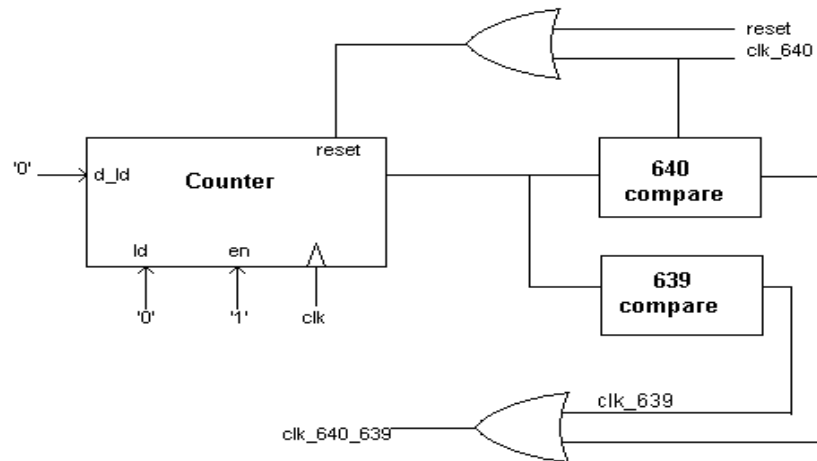 reset
clk_640
reset
'0'
d_ld
Counter
640
compare
ld
en
639
compare
'0'
'1'
clk
clk_639
clk_640_639